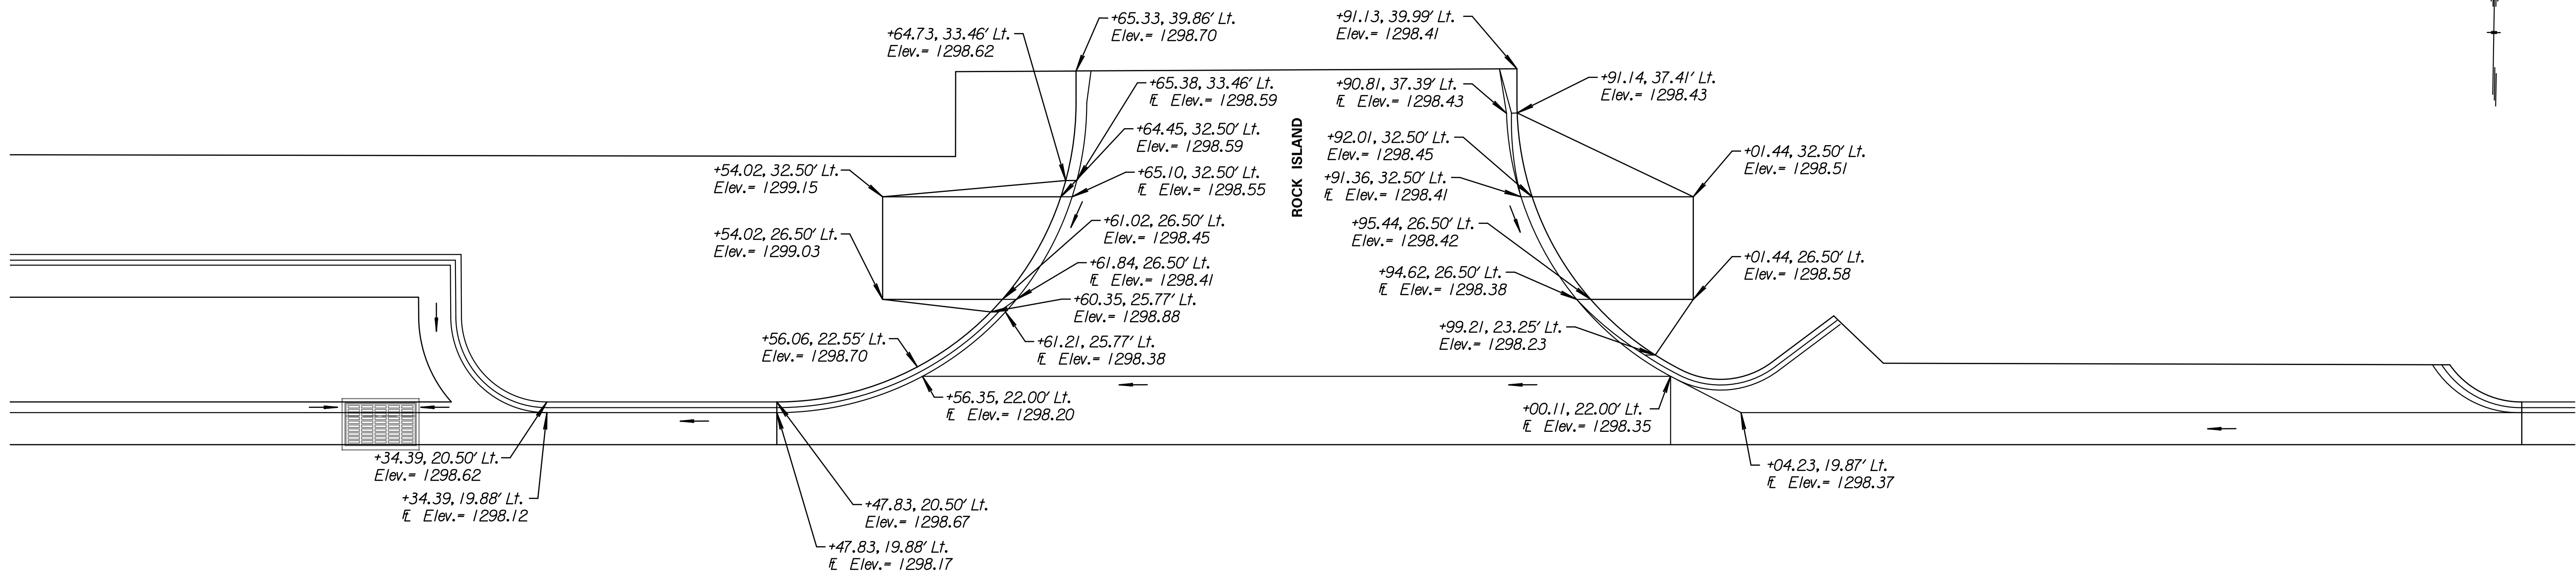 +65.33, 39.86' Lt.
Elev.= 1298.70
+91.13, 39.99' Lt.
Elev.= 1298.41
+64.73, 33.46' Lt.
Elev.= 1298.62
+65.38, 33.46' Lt.
FL Elev.= 1298.59
+90.81, 37.39' Lt.
FL Elev.= 1298.43
+91.14, 37.41' Lt.
Elev.= 1298.43
+64.45, 32.50' Lt.
Elev.= 1298.59
ROCK ISLAND
+92.01, 32.50' Lt.
Elev.= 1298.45
+01.44, 32.50' Lt.
Elev.= 1298.51
+54.02, 32.50' Lt.
Elev.= 1299.15
+65.10, 32.50' Lt.
FL Elev.= 1298.55
+91.36, 32.50' Lt.
FL Elev.= 1298.41
+54.02, 26.50' Lt.
Elev.= 1299.03
+61.02, 26.50' Lt.
Elev.= 1298.45
+95.44, 26.50' Lt.
Elev.= 1298.42
+61.84, 26.50' Lt.
FL Elev.= 1298.41
+94.62, 26.50' Lt.
FL Elev.= 1298.38
+01.44, 26.50' Lt.
Elev.= 1298.58
+60.35, 25.77' Lt.
Elev.= 1298.88
+56.06, 22.55' Lt.
Elev.= 1298.70
+61.21, 25.77' Lt.
FL Elev.= 1298.38
+99.21, 23.25' Lt.
Elev.= 1298.23
+56.35, 22.00' Lt.
FL Elev.= 1298.20
+00.11, 22.00' Lt.
FL Elev.= 1298.35
+34.39, 20.50' Lt.
Elev.= 1298.62
+04.23, 19.87' Lt.
FL Elev.= 1298.37
+34.39, 19.88' Lt.
FL Elev.= 1298.12
+47.83, 20.50' Lt.
Elev.= 1298.67
+47.83, 19.88' Lt.
FL Elev.= 1298.17